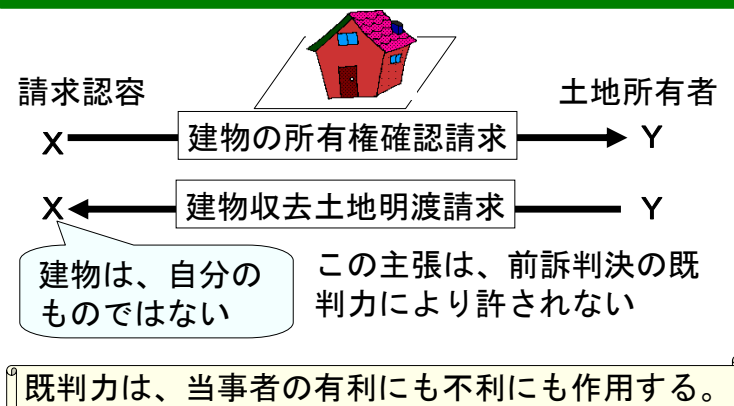 請求認容
土地所有者
X 建物の所有権確認請求 Y
X 建物収去土地明渡請求 Y
建物は、自分の
ものではない
この主張は、前訴判決の既
判力により許されない
既判力は、当事者の有利にも不利にも作用する。